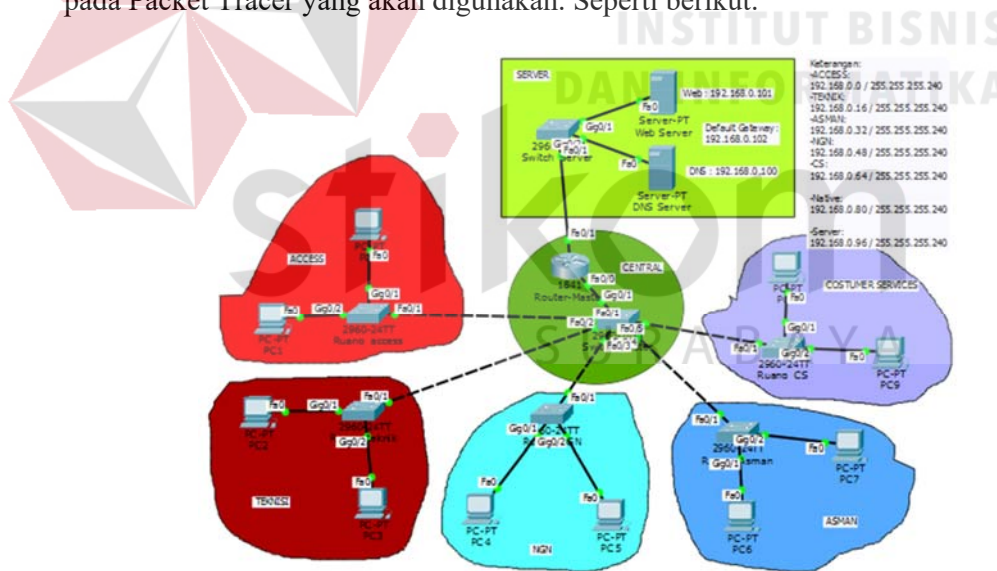 pada Packet Tracer yang akan digunakan. Seperti berikut:
INSTITUT BISNIS
DAN INFORMATIKA
stikom
SURABAYA
SERVER
Web : 192.168.0.101
Fa0
Gig0/1
Server-PT
Web Server
Default Gateway :
192.168.0.102
Fa0/1
Switch Server
Fa0
DNS : 192.168.0.100
Server-PT
DNS Server
Keterangan:
-ACCESS:
192.168.0.0 / 255.255.255.240
-TEKNIX:
192.168.0.16 / 255.255.255.240
-ASMAN:
192.168.0.32 / 255.255.255.240
-NGN:
192.168.0.48 / 255.255.255.240
-CS:
192.168.0.64 / 255.255.255.240
-Native:
192.168.0.80 / 255.255.255.240
-Server:
192.168.0.96 / 255.255.255.240
ACCESS
Fa0
Gig0/1
Fa0
Gig0/2
Fa0/1
PC-PT
PC1
2960-24TT
Ruang access
Fa0/1
CENTRAL
Fa0/0
1841
Gig0/1
Fa0/1
Fa0/2
Fa0/5
Fa0/3
COSTUMER SERVICES
Fa0
Gig0/1
Fa0/1
Gig0/2
Fa0
2960-24TT
Ruang CS
PC-PT
PC9
Fa0/1
Fa0
Gig0/1
PC-PT
PC2
2960-24TT
Gig0/2
Fa0
TEKNISI
PC-PT
PC3
Fa0/1
Gig0/1
Gig0/2
Fa0
Fa0
PC-PT
PC4
PC-PT
PC5
NGN
Fa0/1
Gig0/2
Gig0/1
Fa0
PC-PT
PC7
Fa0
PC-PT
PC6
ASMAN